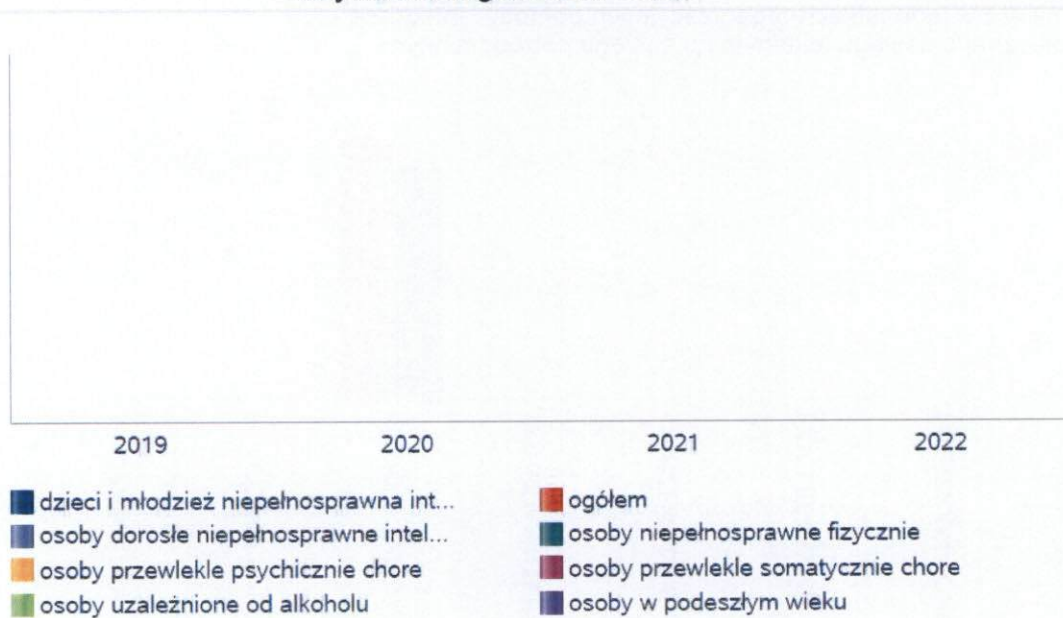 2019 2020 2021 2022
dzieci i młodzież niepełnosprawna int... ogółem
osoby dorosłe niepełnosprawne intel... osoby niepełnosprawne fizycznie
osoby przewlekle psychicznie chore osoby przewlekle somatycznie chore
osoby uzależnione od alkoholu osoby w podeszłym wieku